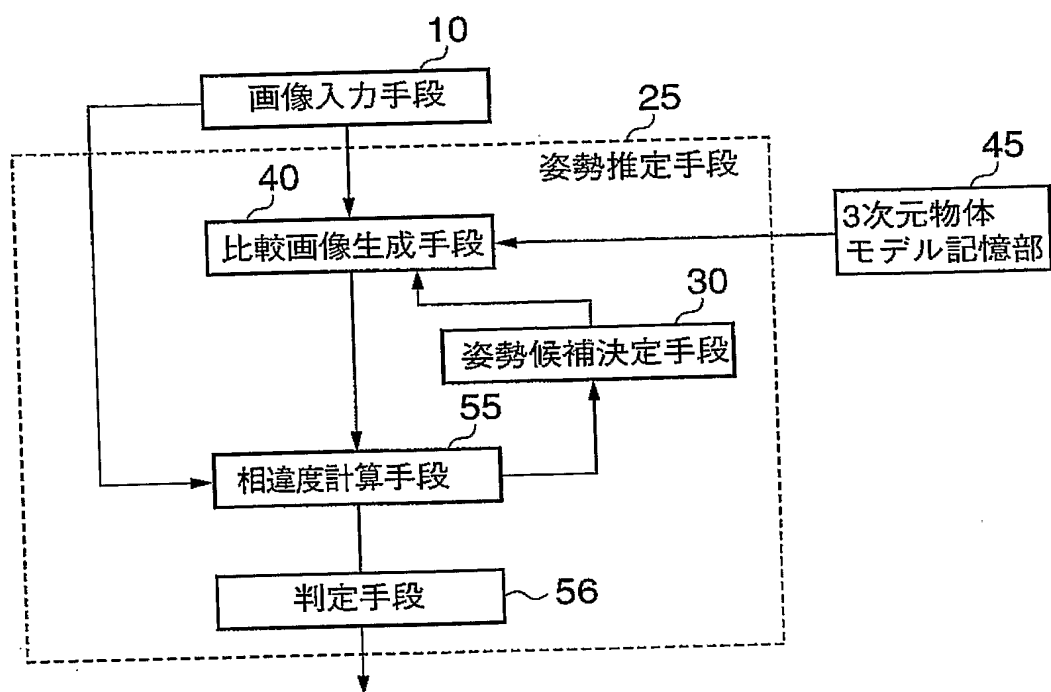 10
画像入力手段
25
姿勢推定手段
40
比較画像生成手段
45
3次元物体
モデル記憶部
30
姿勢候補決定手段
55
相違度計算手段
判定手段
56